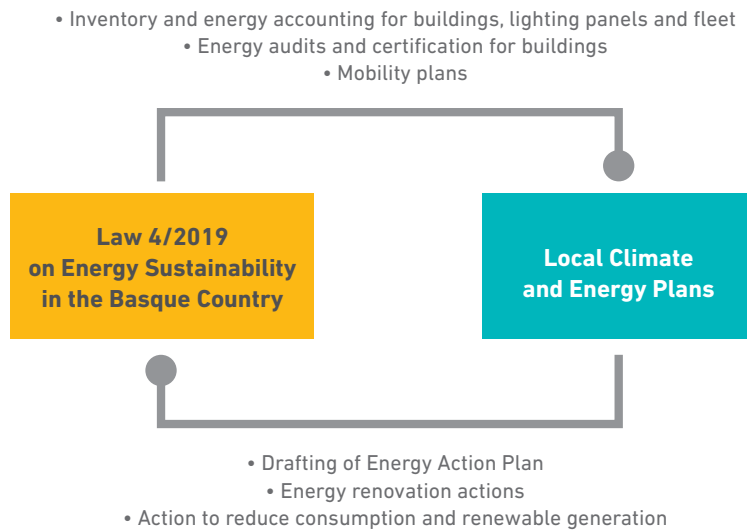 • Inventory and energy accounting for buildings, lighting panels and fleet
• Energy audits and certification for buildings
• Mobility plans
Law 4/2019
on Energy Sustainability
in the Basque Country
Local Climate
and Energy Plans
• Drafting of Energy Action Plan
• Energy renovation actions
• Action to reduce consumption and renewable generation